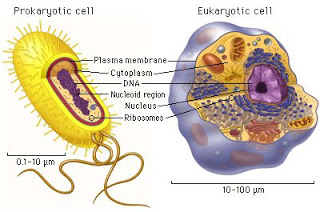 Prokaryotic cell
Eukaryotic cell
Plasma membrane
Cytoplasm
DNA
Nucleoid region
Nucleus
Ribosomes
0.1–10 µm
10–100 µm